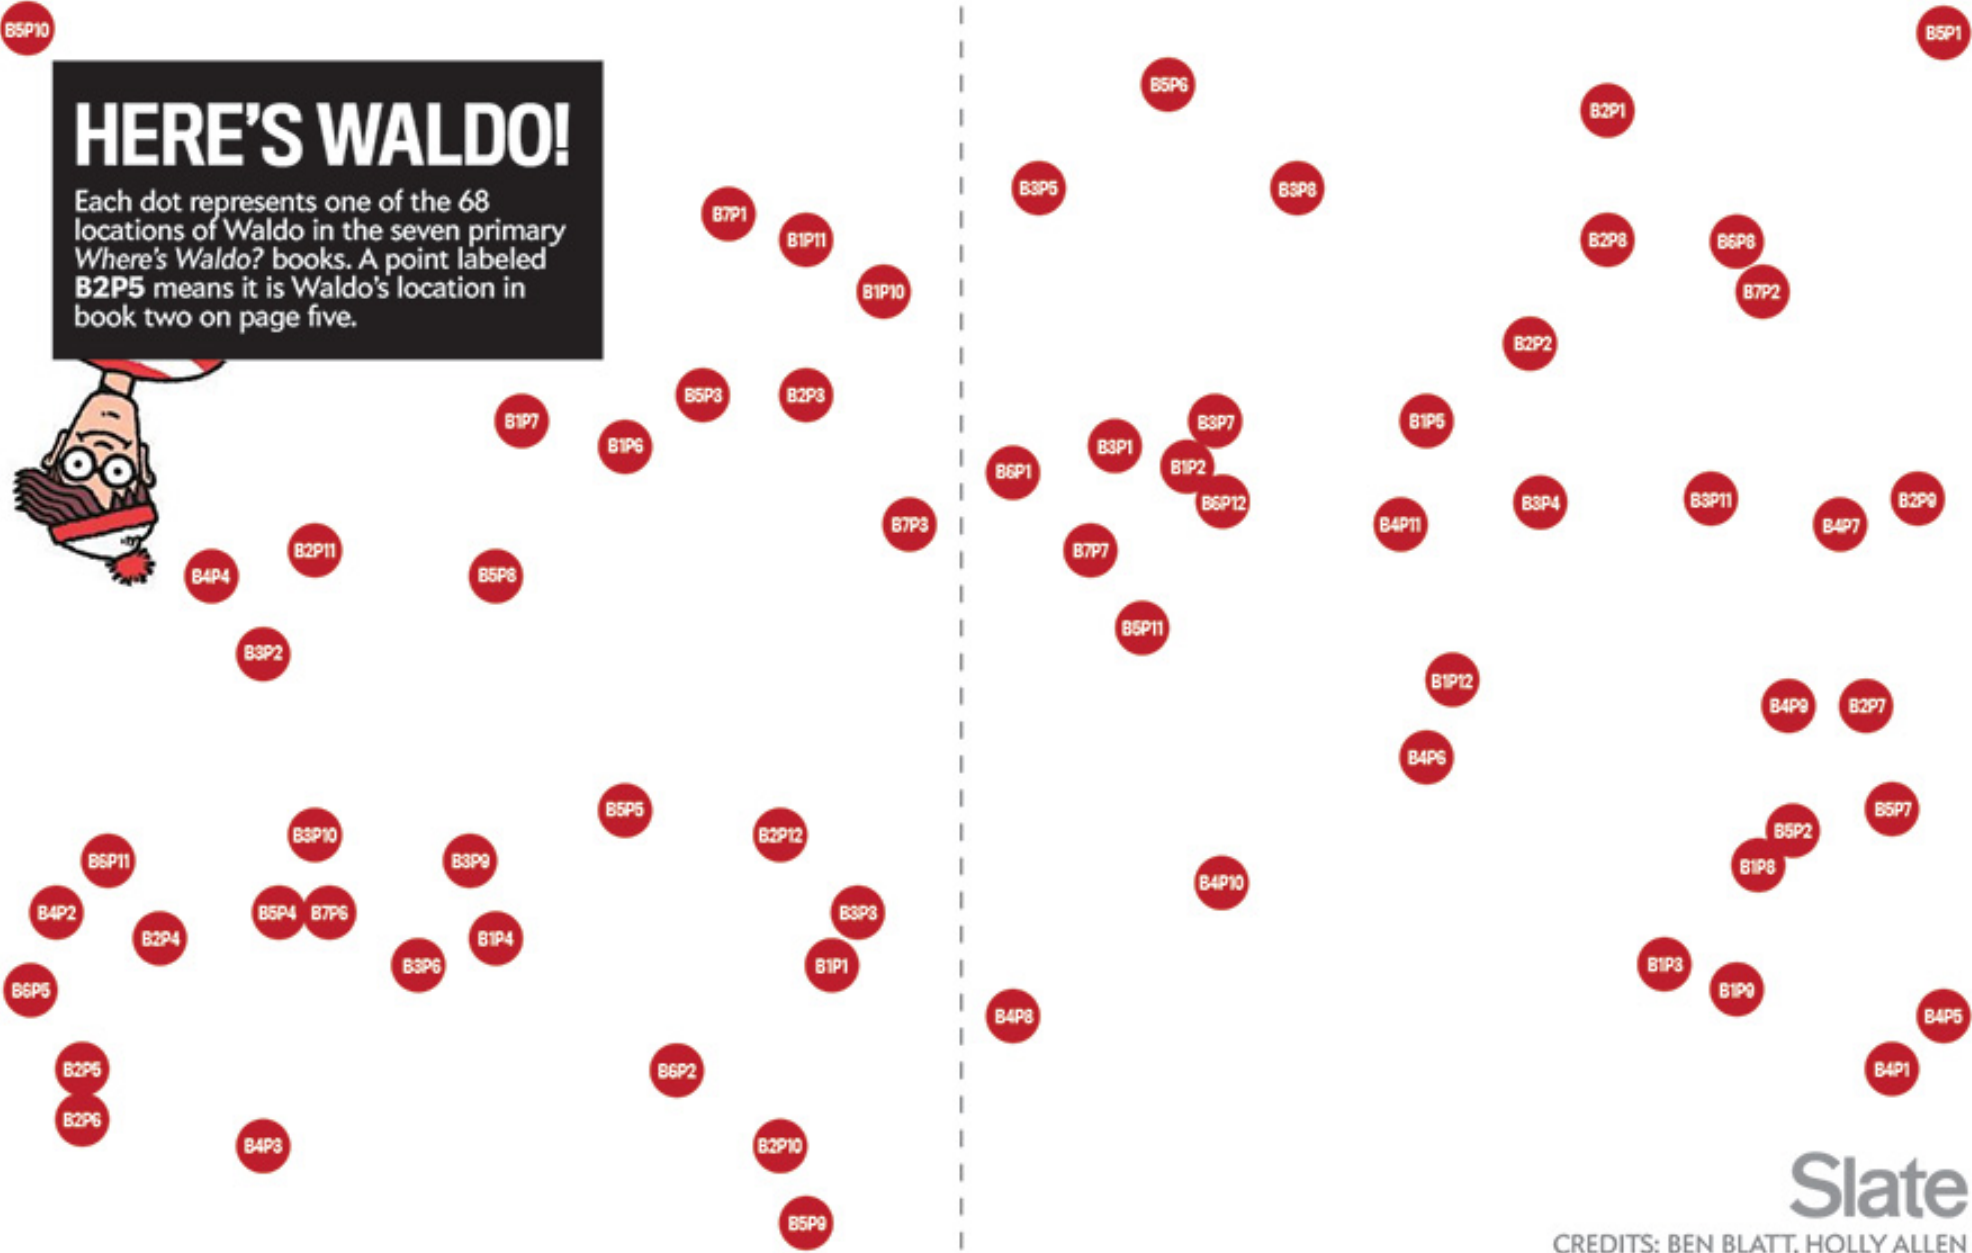 B5P10
HERE'S WALDO!
Each dot represents one of the 68
locations of Waldo in the seven primary
Where's Waldo? books. A point labeled
B2P5 means it is Waldo's location in
book two on page five.
B7P1
B1P11
B1P10
B5P3
B2P3
B1P7
B1P6
B7P3
B2P11
B4P4
B5P8
B3P2
B5P5
B3P10
B2P12
B6P11
B3P9
B4P2
B5P4
B7P6
B3P3
B2P4
B1P4
B3P6
B1P1
B6P5
B2P5
B6P2
B2P6
B4P3
B2P10
B5P9
B5P1
B5P6
B2P1
B3P5
B3P8
B2P8
B6P8
B7P2
B2P2
B3P7
B1P5
B3P1
B1P2
B6P1
B6P12
B3P4
B3P11
B2P9
B4P11
B4P7
B7P7
B5P11
B1P12
B4P9
B2P7
B4P6
B5P7
B5P2
B1P8
B4P10
B1P3
B1P9
B4P8
B4P5
B4P1
Slate
CREDITS: BEN BLATT, HOLLY ALLEN